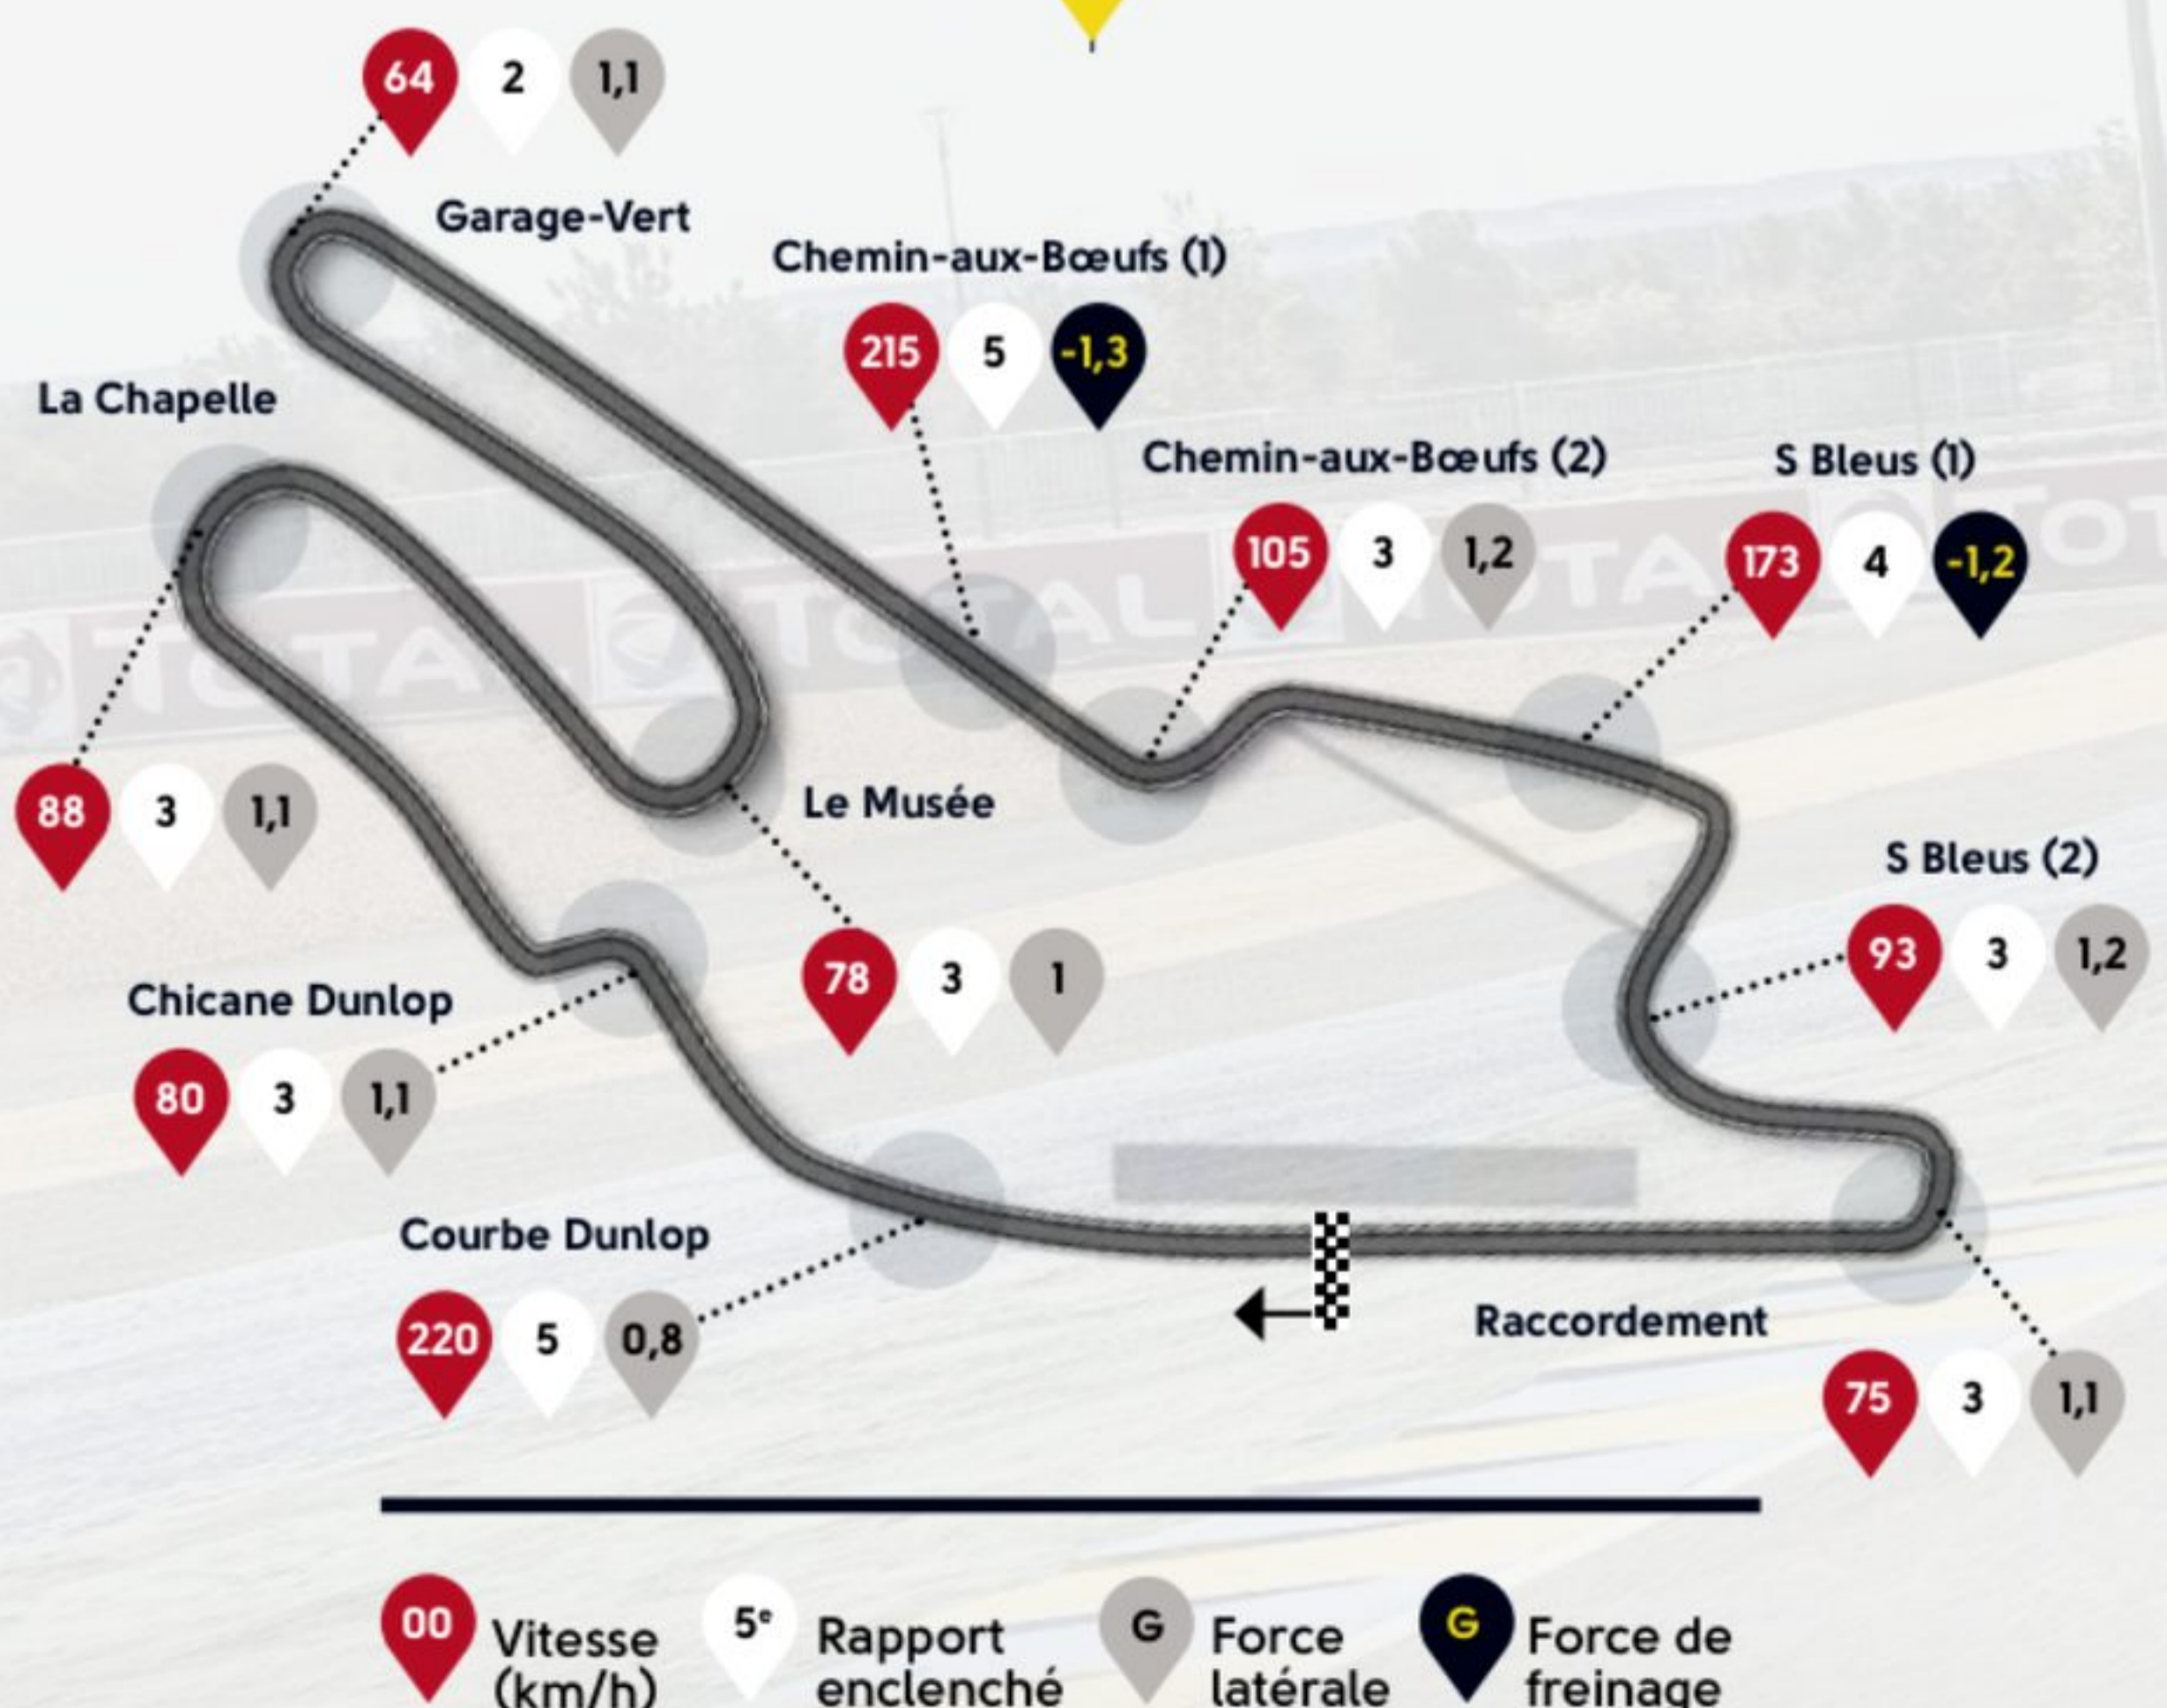 64 2 1,1
Garage-Vert
Chemin-aux-Bœufs (1)
215 5 -1,3
La Chapelle
Chemin-aux-Bœufs (2)
105 3 1,2
S Bleus (1)
173 4 -1,2
88 3 1,1
Le Musée
78 3 1
S Bleus (2)
93 3 1,2
Chicane Dunlop
80 3 1,1
Courbe Dunlop
220 5 0,8
Raccordement
75 3 1,1
00 Vitesse
(km/h)
5e Rapport
enclenché
G Force
latérale
G Force de
freinage
TOTAL
TOTAL